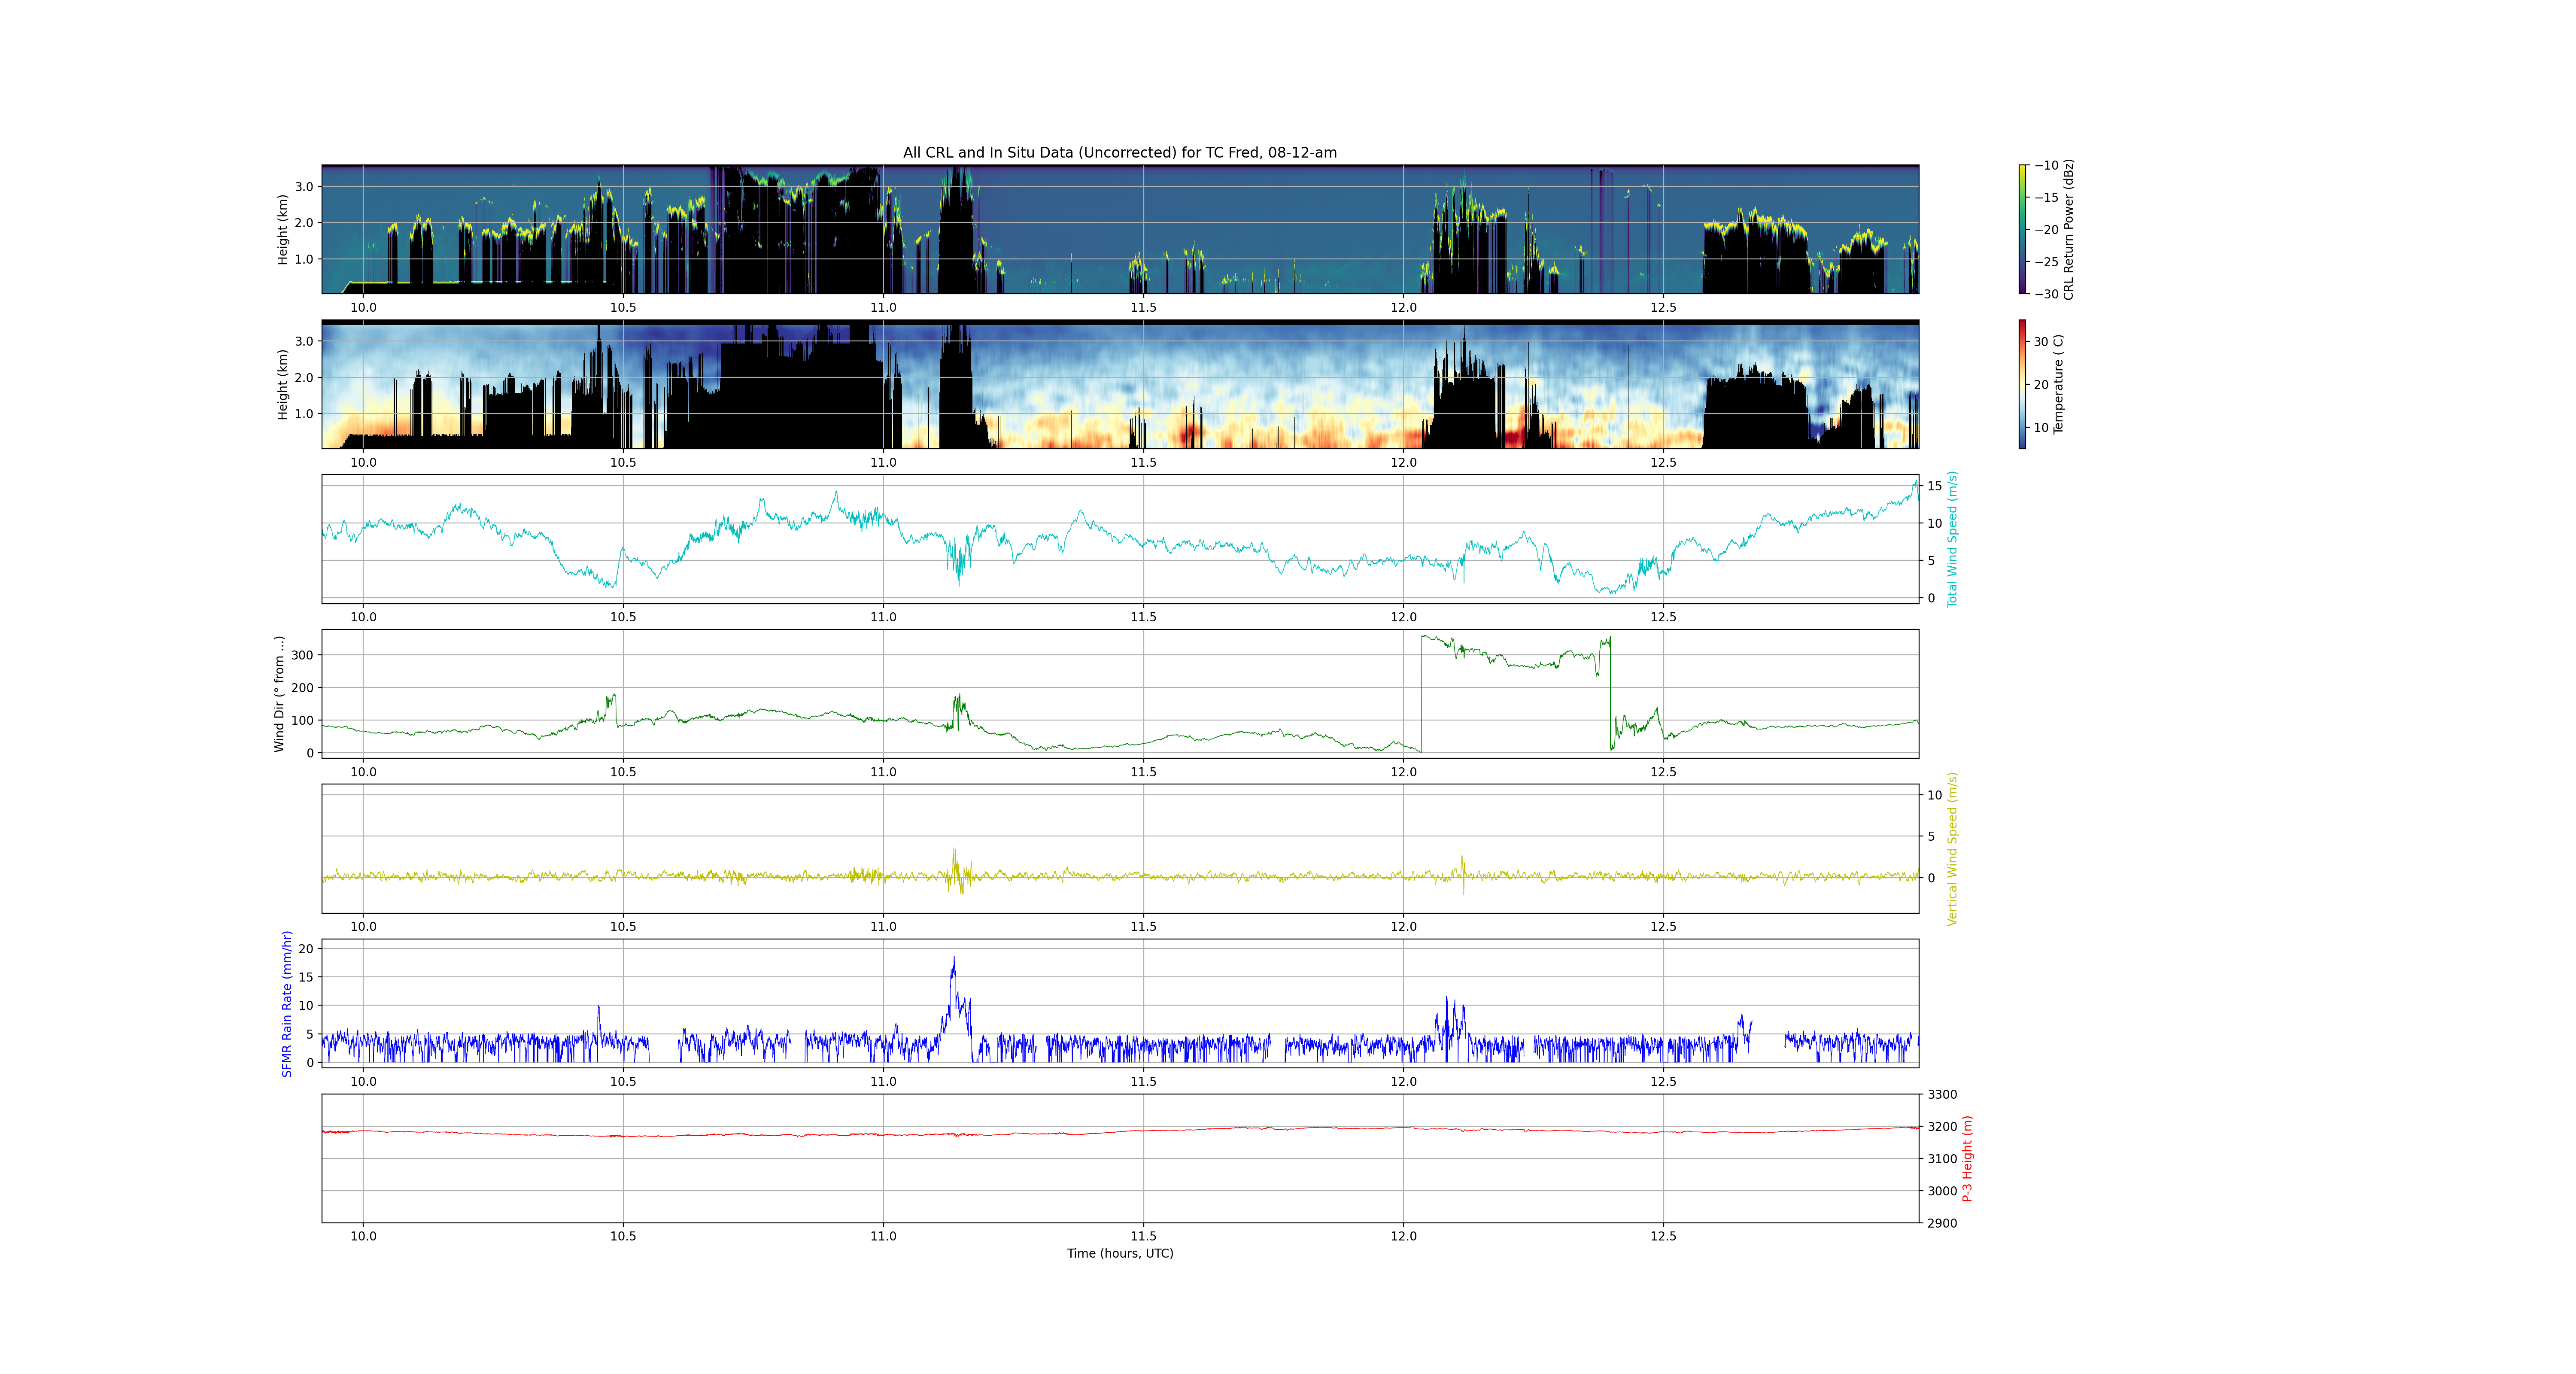 All CRL and In Situ Data (Uncorrected) for TC Fred, 08-12-am
Height (km)
3.0
2.0
1.0
10.0 10.5 11.0 11.5 12.0 12.5
−10
−15
−20
−25
−30
CRL Return Power (dBz)
Height (km)
3.0
2.0
1.0
10.0 10.5 11.0 11.5 12.0 12.5
30
20
10
Temperature ( C)
15
10
5
0
Total Wind Speed (m/s)
10.0 10.5 11.0 11.5 12.0 12.5
Wind Dir (° from ...)
300
200
100
0
10.0 10.5 11.0 11.5 12.0 12.5
10
5
0
Vertical Wind Speed (m/s)
10.0 10.5 11.0 11.5 12.0 12.5
SFMR Rain Rate (mm/hr)
20
15
10
5
0
10.0 10.5 11.0 11.5 12.0 12.5
3300
3200
3100
3000
2900
P-3 Height (m)
10.0 10.5 11.0 11.5 12.0 12.5
Time (hours, UTC)